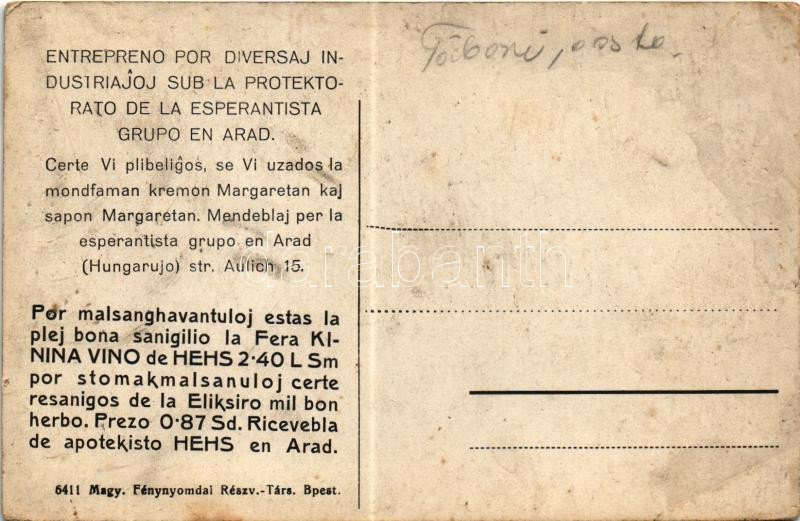 ENTREPRENO POR DIVERSAJ IN-
DUSTRIAĴOJ SUB LA PROTEKTO-
RATO DE LA ESPERANTISTA
GRUPO EN ARAD.
Certe Vi plibeliĝos, se Vi uzados la
mondfaman kremon Margaretan kaj
sapon Margaretan. Mendeblaj per la
esperantista grupo en Arad
(Hungarujo) str. Aulich 15.
Por malsanghavantuloj estas la
plej bona sanigilio la Fera KI-
NINA VINO de HEHS 2·40 L Sm
por stomakmalsanuloj certe
resanigos de la Eliksiro mil bon
herbo. Prezo 0·87 Sd. Ricevebla
de apotekisto HEHS en Arad.
6411 Magy. Fénynyomdai Részv.-Társ. Bpest.
darabanth